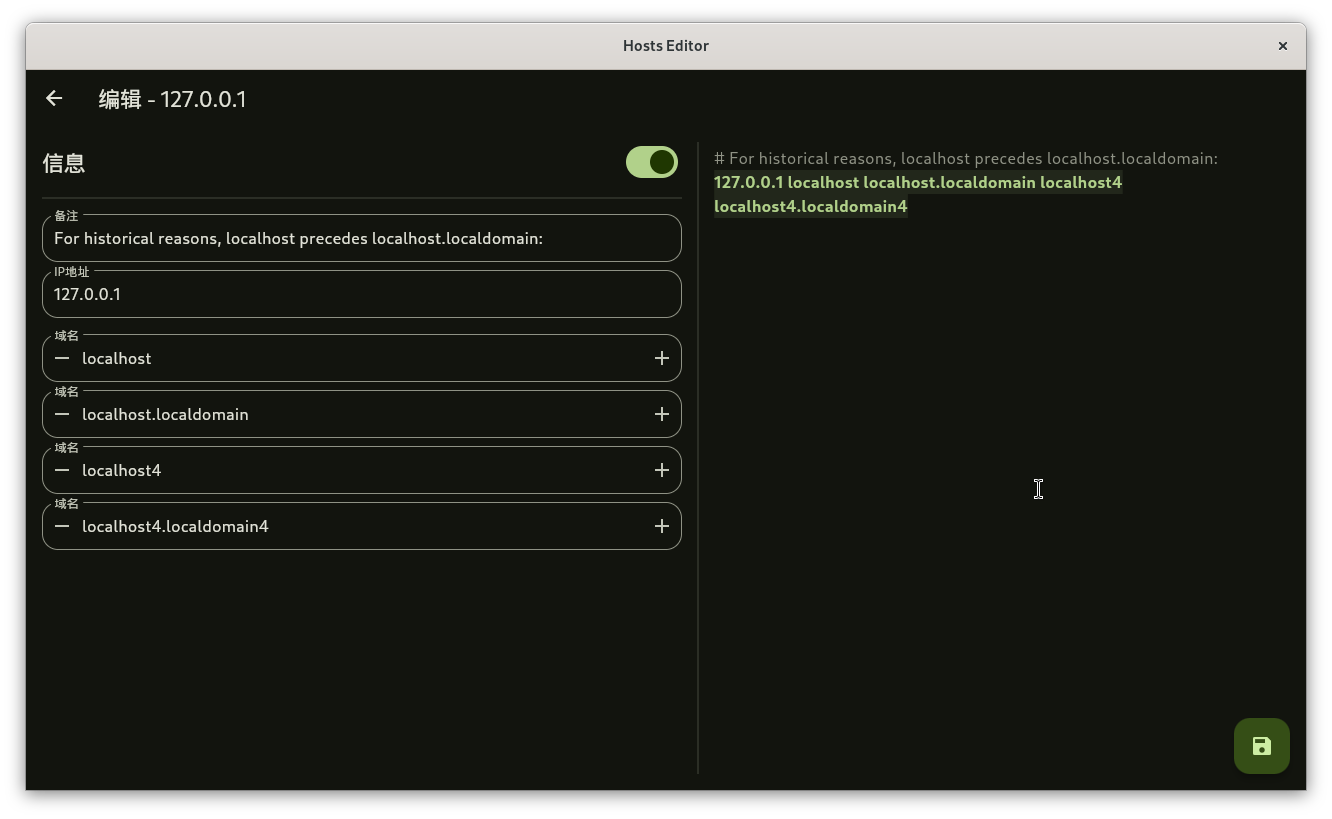 Hosts Editor
编辑 - 127.0.0.1
信息
备注
For historical reasons, localhost precedes localhost.localdomain:
IP地址
127.0.0.1
域名
localhost
域名
localhost.localdomain
域名
localhost4
域名
localhost4.localdomain4
# For historical reasons, localhost precedes localhost.localdomain:
127.0.0.1 localhost localhost.localdomain localhost4
localhost4.localdomain4